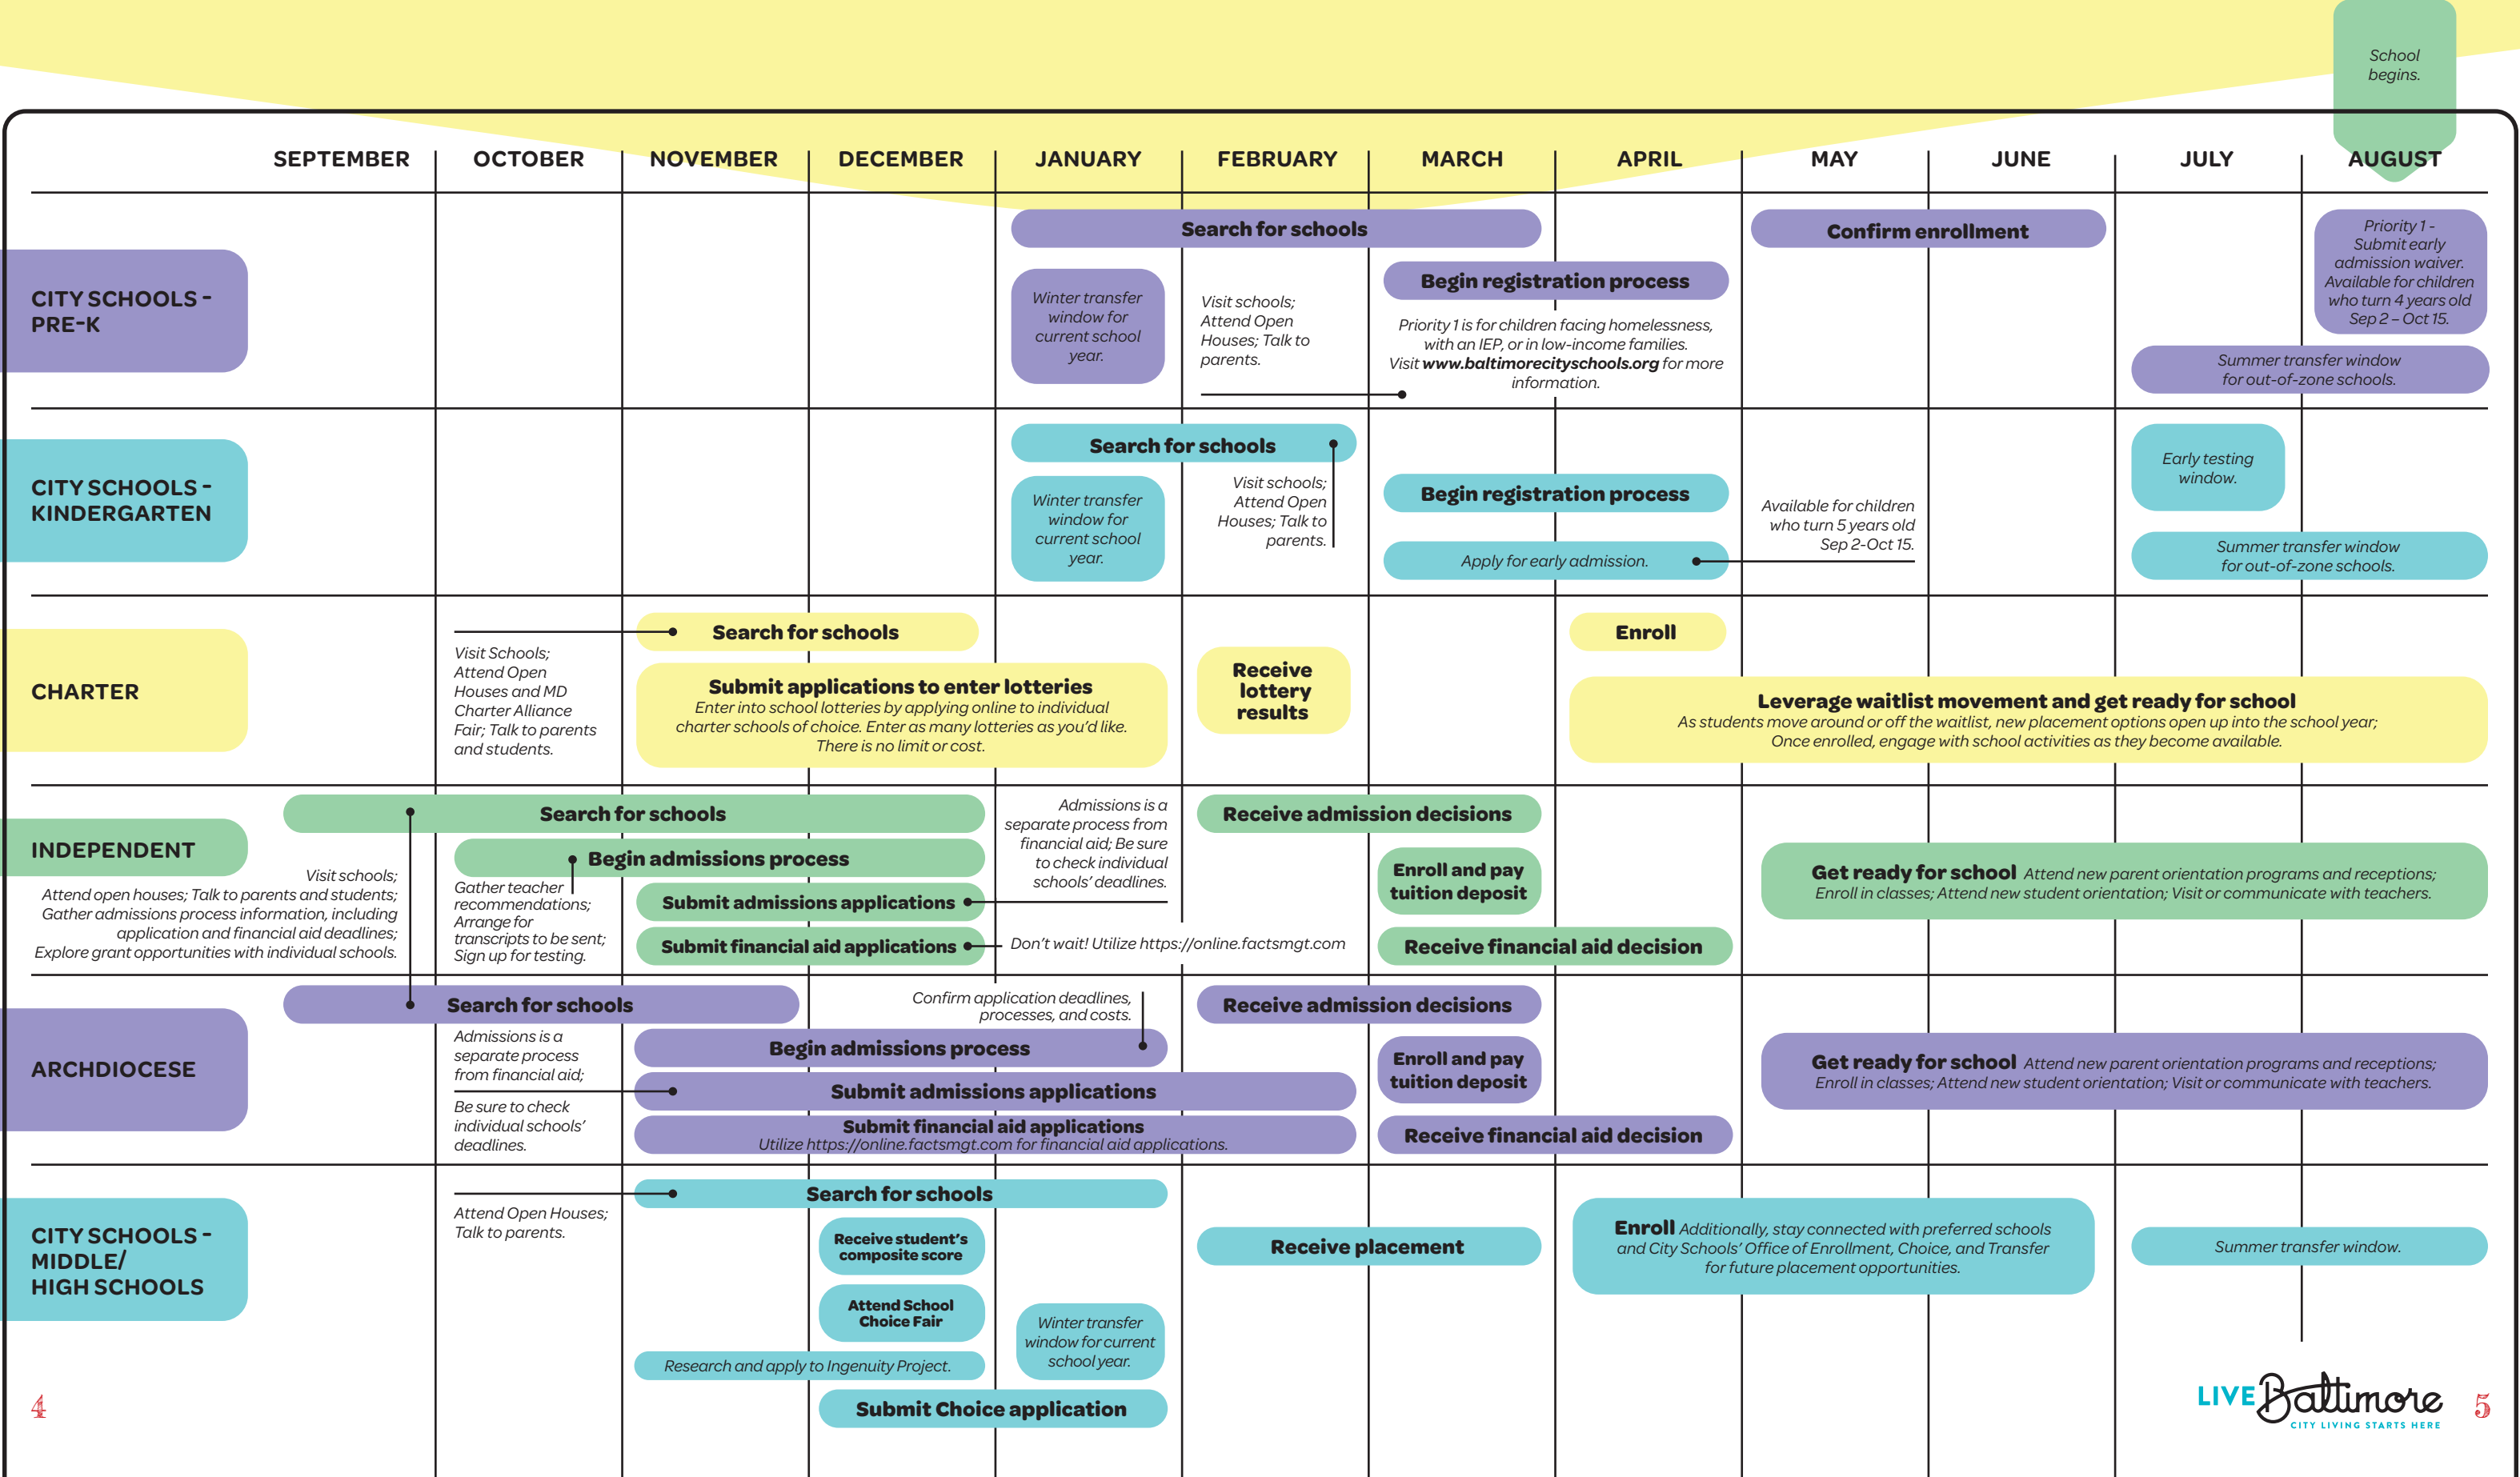 School
begins.
SEPTEMBER
OCTOBER
NOVEMBER
DECEMBER
JANUARY
FEBRUARY
MARCH
APRIL
MAY
JUNE
JULY
AUGUST
CITY SCHOOLS -
PRE-K
Search for schools
Winter transfer
window for
current school
year.
Visit schools;
Attend Open
Houses; Talk to
parents.
Begin registration process
Priority 1 is for children facing homelessness,
with an IEP, or in low-income families.
Visit www.baltimorecityschools.org for more
information.
Confirm enrollment
Priority 1 -
Submit early
admission waiver.
Available for children
who turn 4 years old
Sep 2 – Oct 15.
Summer transfer window
for out-of-zone schools.
CITY SCHOOLS -
KINDERGARTEN
Search for schools
Winter transfer
window for
current school
year.
Visit schools;
Attend Open
Houses; Talk to
parents.
Begin registration process
Apply for early admission.
Available for children
who turn 5 years old
Sep 2-Oct 15.
Early testing
window.
Summer transfer window
for out-of-zone schools.
CHARTER
Visit Schools;
Attend Open
Houses and MD
Charter Alliance
Fair; Talk to parents
and students.
Search for schools
Submit applications to enter lotteries
Enter into school lotteries by applying online to individual
charter schools of choice. Enter as many lotteries as you'd like.
There is no limit or cost.
Receive
lottery
results
Enroll
Leverage waitlist movement and get ready for school
As students move around or off the waitlist, new placement options open up into the school year;
Once enrolled, engage with school activities as they become available.
INDEPENDENT
Visit schools;
Attend open houses; Talk to parents and students;
Gather admissions process information, including
application and financial aid deadlines;
Explore grant opportunities with individual schools.
Search for schools
Begin admissions process
Gather teacher
recommendations;
Arrange for
transcripts to be sent;
Sign up for testing.
Submit admissions applications
Submit financial aid applications
Admissions is a
separate process from
financial aid; Be sure
to check individual
schools' deadlines.
Don't wait! Utilize https://online.factsmgt.com
Receive admission decisions
Enroll and pay
tuition deposit
Receive financial aid decision
Get ready for school Attend new parent orientation programs and receptions;
Enroll in classes; Attend new student orientation; Visit or communicate with teachers.
ARCHDIOCESE
Search for schools
Admissions is a
separate process
from financial aid;
Be sure to check
individual schools'
deadlines.
Confirm application deadlines,
processes, and costs.
Begin admissions process
Submit admissions applications
Submit financial aid applications
Utilize https://online.factsmgt.com for financial aid applications.
Receive admission decisions
Enroll and pay
tuition deposit
Receive financial aid decision
Get ready for school Attend new parent orientation programs and receptions;
Enroll in classes; Attend new student orientation; Visit or communicate with teachers.
CITY SCHOOLS -
MIDDLE/
HIGH SCHOOLS
Attend Open Houses;
Talk to parents.
Search for schools
Receive student's
composite score
Attend School
Choice Fair
Research and apply to Ingenuity Project.
Submit Choice application
Winter transfer
window for current
school year.
Receive placement
Enroll Additionally, stay connected with preferred schools
and City Schools' Office of Enrollment, Choice, and Transfer
for future placement opportunities.
Summer transfer window.
4
LIVE Baltimore
CITY LIVING STARTS HERE
5